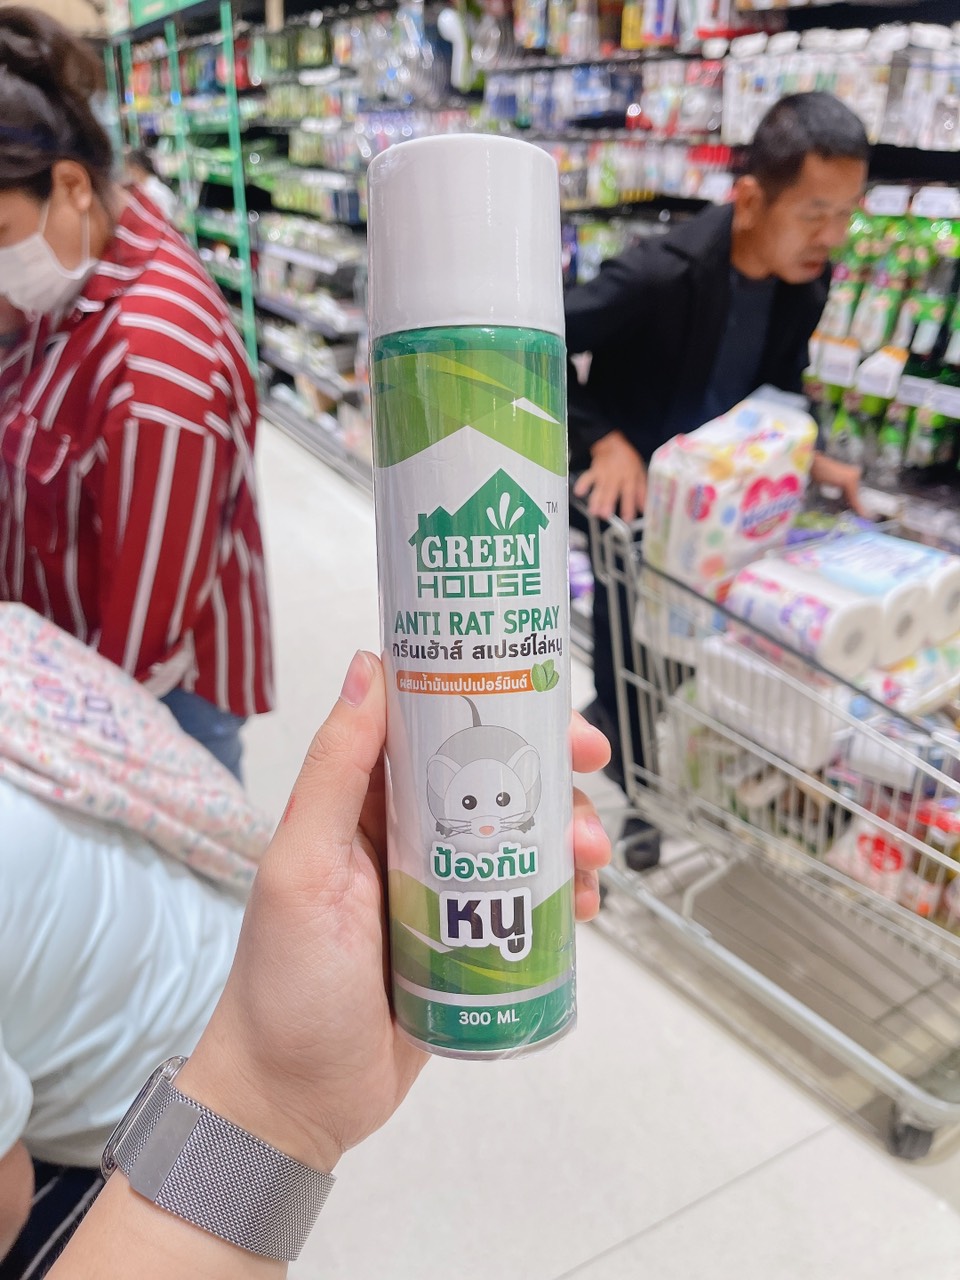 TM
GREEN
HOUSE
ANTI RAT SPRAY
กรีนเฮ้าส์ สเปรย์ไล่หนู
ผสมน้ำมันเปปเปอร์มินต์
ป้องกัน
หนู
300 ML